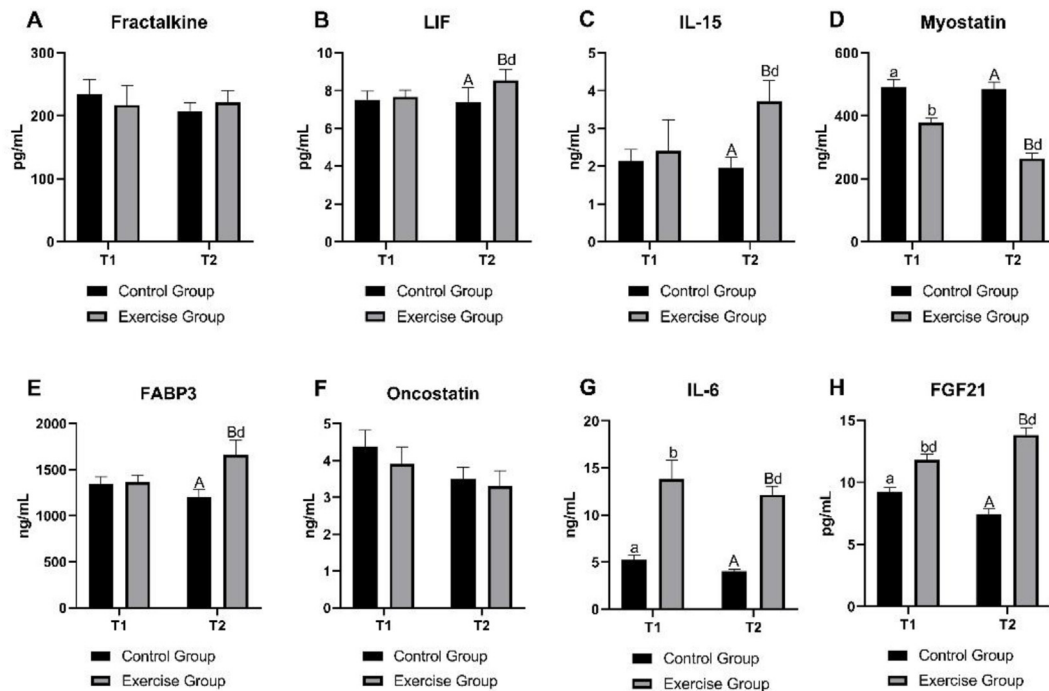 A Fractalkine
300
200
100
0
pg/mL
T1 T2
Control Group
Exercise Group
B LIF
10
8
6
4
2
0
pg/mL
A Bd
T1 T2
Control Group
Exercise Group
C IL-15
5
4
3
2
1
0
ng/mL
A Bd
T1 T2
Control Group
Exercise Group
D Myostatin
600
400
200
0
ng/mL
a b A Bd
T1 T2
Control Group
Exercise Group
E FABP3
2000
1500
1000
500
0
ng/mL
A Bd
T1 T2
Control Group
Exercise Group
F Oncostatin
5
4
3
2
1
0
ng/mL
T1 T2
Control Group
Exercise Group
G IL-6
20
15
10
5
0
ng/mL
a b A Bd
T1 T2
Control Group
Exercise Group
H FGF21
15
10
5
0
pg/mL
a bd A Bd
T1 T2
Control Group
Exercise Group